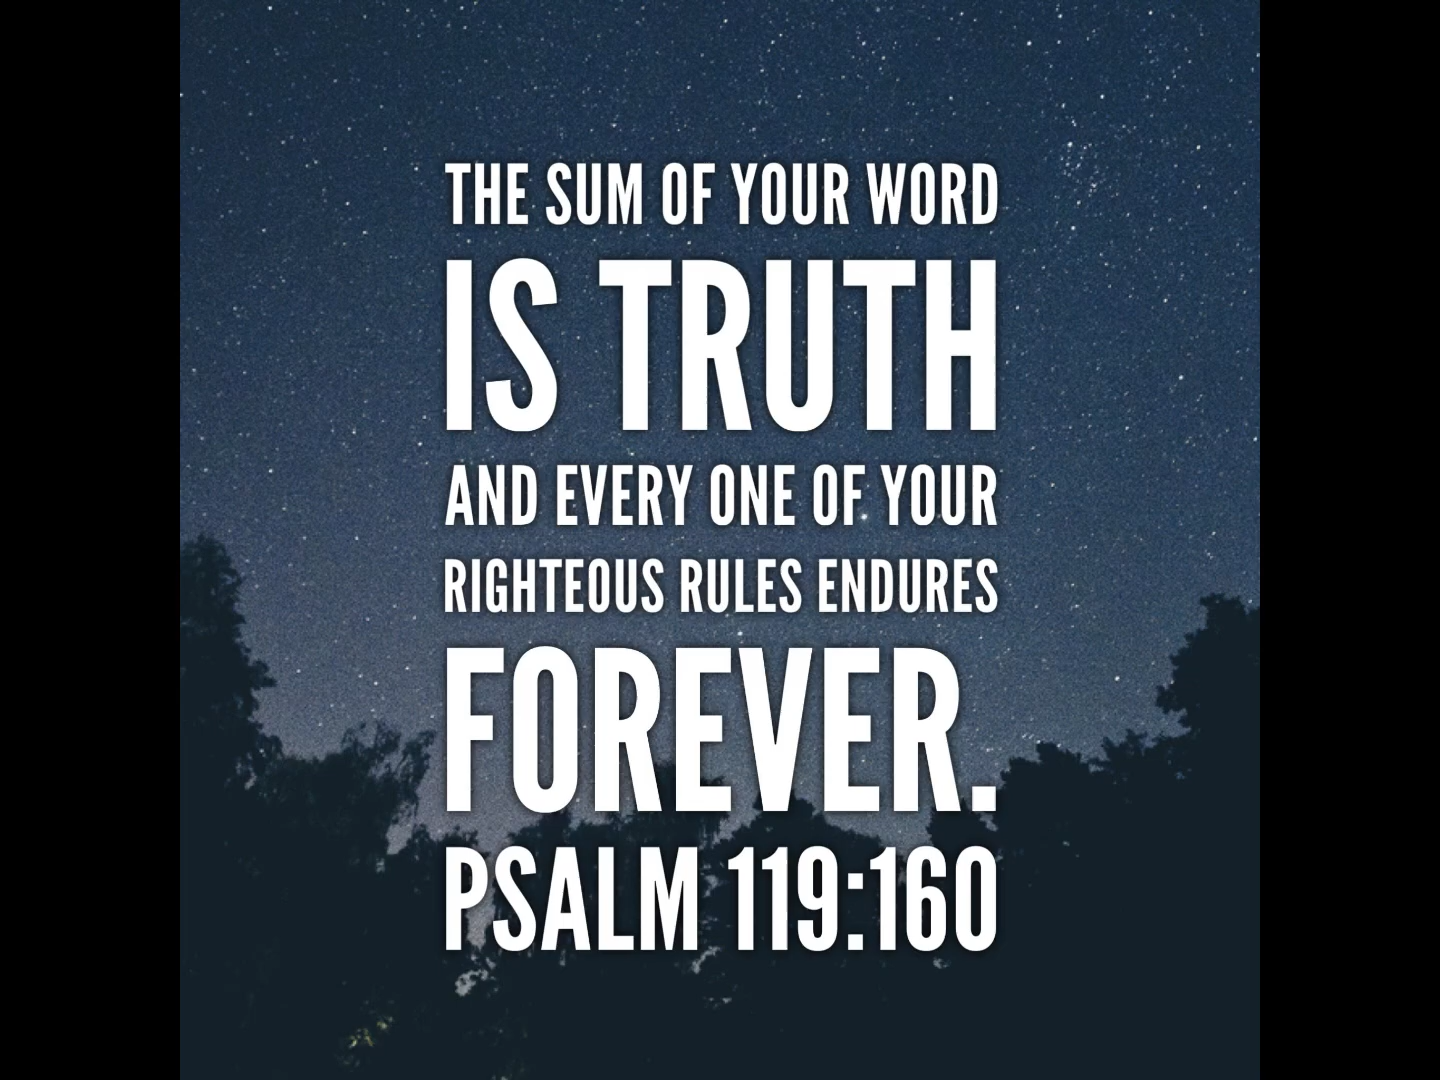 THE SUM OF YOUR WORD
IS TRUTH
AND EVERY ONE OF YOUR
RIGHTEOUS RULES ENDURES
FOREVER.
PSALM 119:160